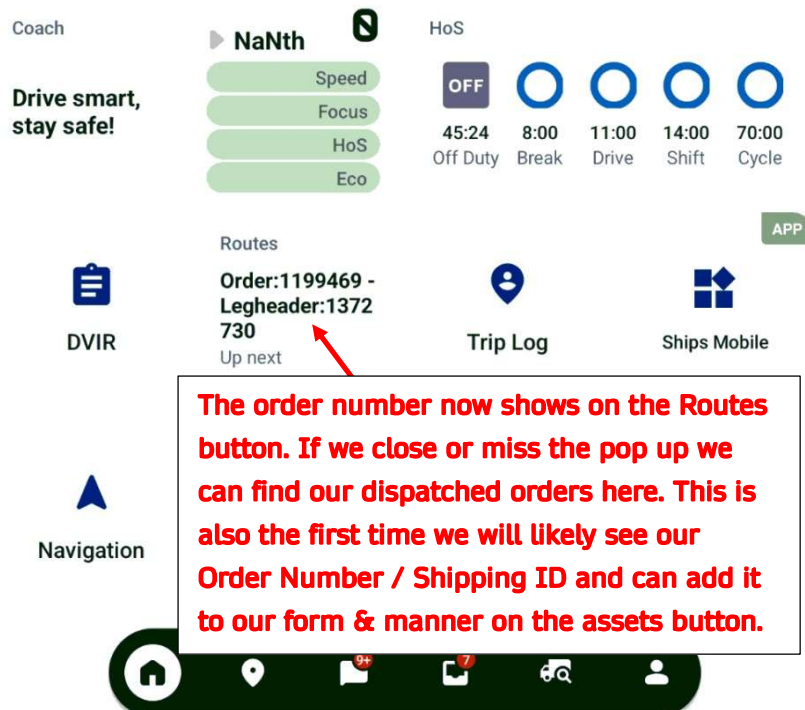 Coach
NaNth
0
HoS
Drive smart,
stay safe!
Speed
Focus
HoS
Eco
OFF
45:24
Off Duty
8:00
Break
11:00
Drive
14:00
Shift
70:00
Cycle
APP
DVIR
Routes
Order:1199469 -
Legheader:1372
730
Up next
Trip Log
Ships Mobile
Navigation
The order number now shows on the Routes
button. If we close or miss the pop up we
can find our dispatched orders here. This is
also the first time we will likely see our
Order Number / Shipping ID and can add it
to our form & manner on the assets button.
9+
7